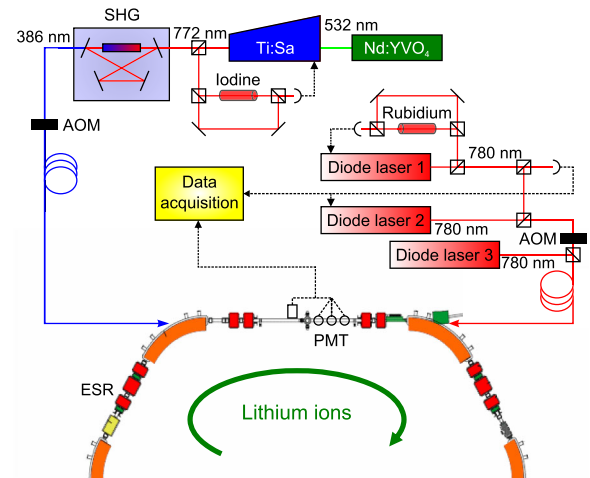 SHG
386 nm
772 nm
532 nm
Ti:Sa
Nd:YVO₄
Iodine
AOM
Rubidium
Diode laser 1
780 nm
Data
acquisition
Diode laser 2
780 nm
AOM
Diode laser 3
780 nm
PMT
ESR
Lithium ions